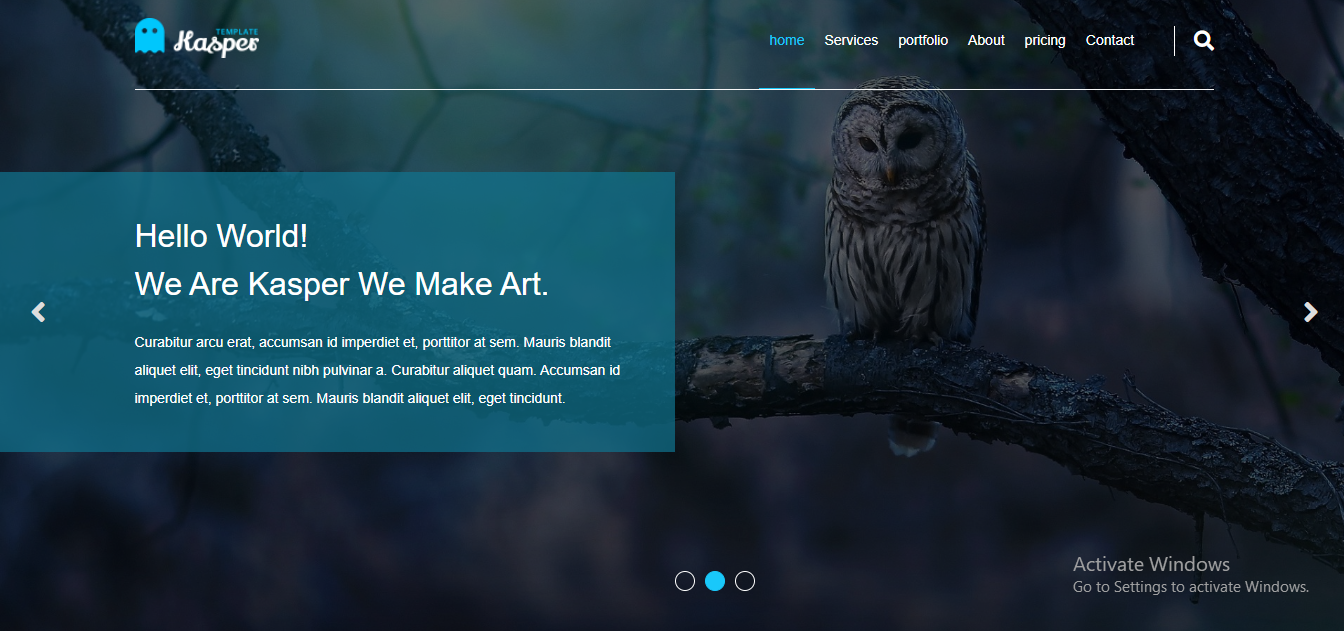 TEMPLATE
Kasper
home Services portfolio About pricing Contact
Hello World!
We Are Kasper We Make Art.
Curabitur arcu erat, accumsan id imperdiet et, porttitor at sem. Mauris blandit
aliquet elit, eget tincidunt nibh pulvinar a. Curabitur aliquet quam. Accumsan id
imperdiet et, porttitor at sem. Mauris blandit aliquet elit, eget tincidunt.
Activate Windows
Go to Settings to activate Windows.